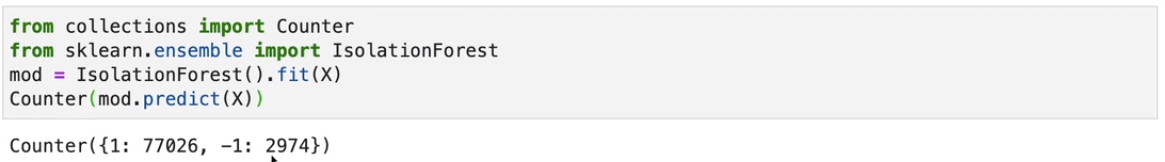 from collections import Counter
from sklearn.ensemble import IsolationForest
mod = IsolationForest().fit(X)
Counter(mod.predict(X))
Counter({1: 77026, -1: 2974})